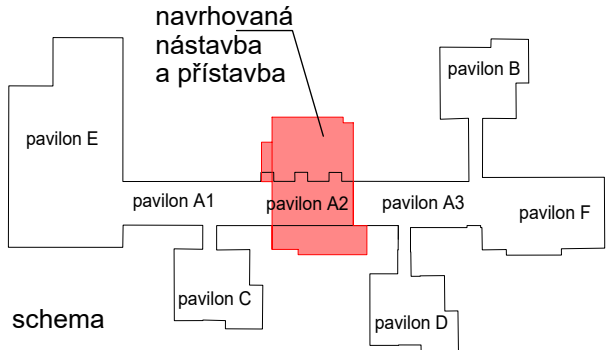 navrhovaná
nástavba
a přístavba
pavilon B
pavilon E
pavilon A1
pavilon A2
pavilon A3
pavilon F
pavilon C
schema
pavilon D